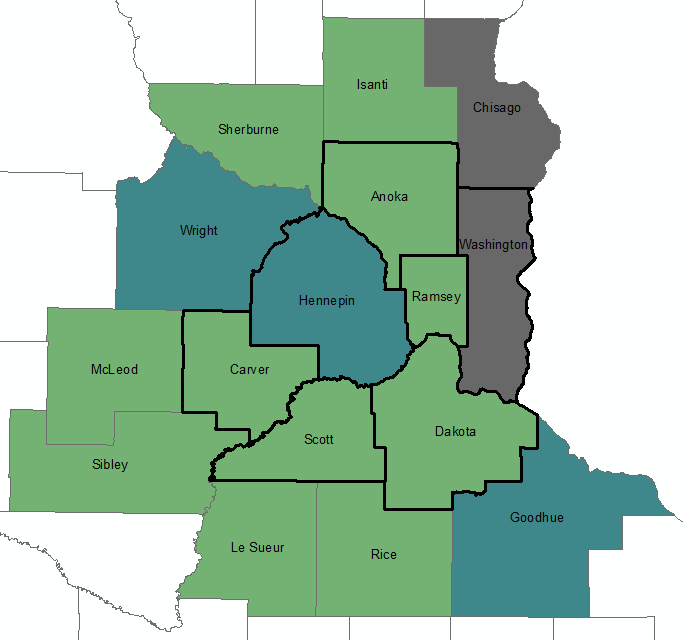 Isanti
Chisago
Sherburne
Anoka
Wright
Washington
Hennepin
Ramsey
McLeod
Carver
Scott
Dakota
Sibley
Goodhue
Le Sueur
Rice